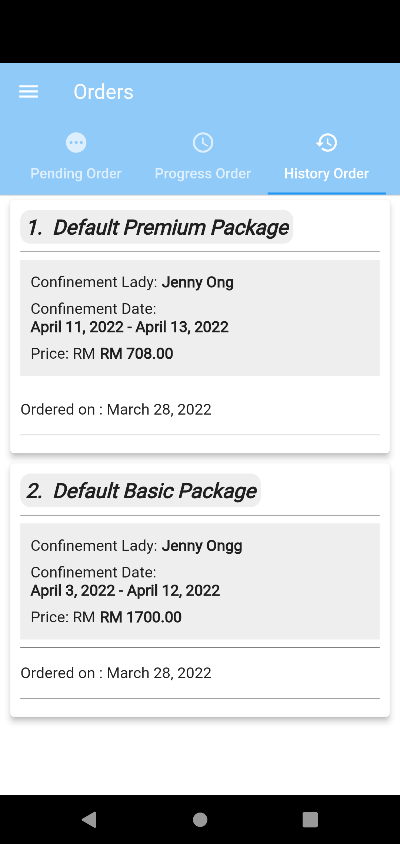 Orders
Pending Order
Progress Order
History Order
1. Default Premium Package
Confinement Lady: Jenny Ong
Confinement Date:
April 11, 2022 - April 13, 2022
Price: RM RM 708.00
Ordered on : March 28, 2022
2. Default Basic Package
Confinement Lady: Jenny Ongg
Confinement Date:
April 3, 2022 - April 12, 2022
Price: RM RM 1700.00
Ordered on : March 28, 2022